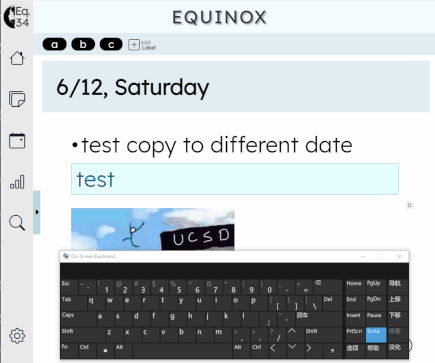 Eq.
34
EQUINOX
a b c Add Label
6/12, Saturday
•test copy to different date
test
UCSD
On-Screen Keyboard
Esc ~ ` ! 1 @ 2 # 3 $ 4 % 5 ^ 6 & 7 * 8 ( 9 ) 0 _ - + = Home PgUp 导航
Tab q w e r t y u i o p { [ } ] | \ Del End PgDn 上移
Caps a s d f g h j k l : ; " ' 回车 Insert Pause 下移
Shift z x c v b n m < , > . ? / Shift PrtScn ScrLk 停靠
Fn Ctrl Alt Alt Ctrl 选项 帮助 淡化